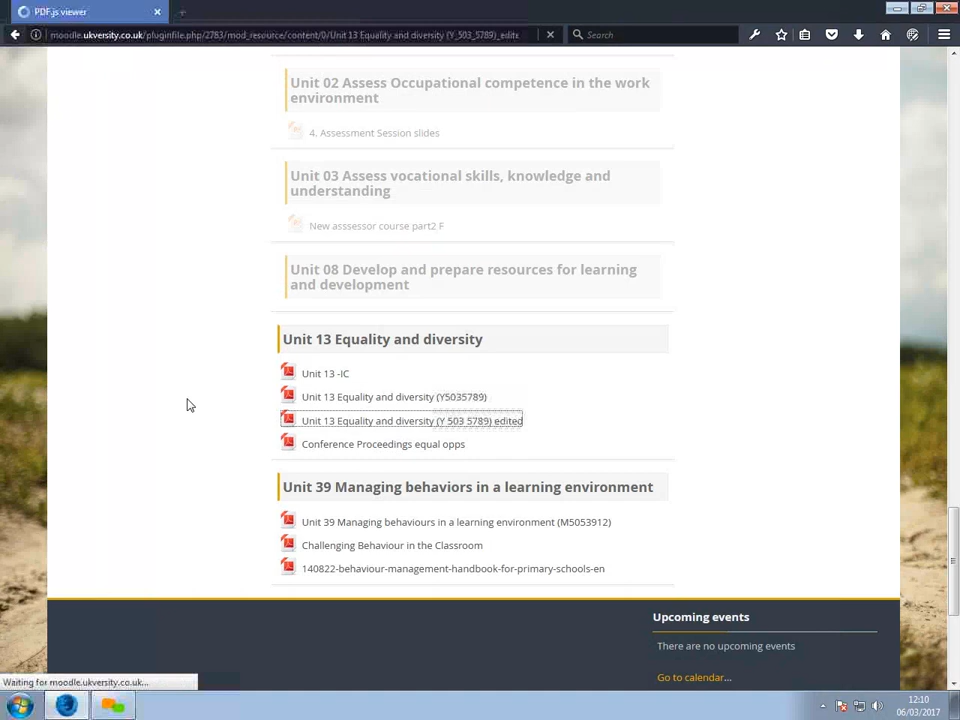 PDF.js viewer
moodle.ukversity.co.uk/pluginfile.php/2783/mod_resource/content/0/Unit 13 Equality and diversity (Y_503_5789)_edite
Search
Unit 02 Assess Occupational competence in the work
environment
4. Assessment Session slides
Unit 03 Assess vocational skills, knowledge and
understanding
New asssessor course part2 F
Unit 08 Develop and prepare resources for learning
and development
Unit 13 Equality and diversity
Unit 13 -IC
Unit 13 Equality and diversity (Y5035789)
Unit 13 Equality and diversity (Y 503 5789) edited
Conference Proceedings equal opps
Unit 39 Managing behaviors in a learning environment
Unit 39 Managing behaviours in a learning environment (M5053912)
Challenging Behaviour in the Classroom
140822-behaviour-management-handbook-for-primary-schools-en
Upcoming events
There are no upcoming events
Go to calendar...
Waiting for moodle.ukversity.co.uk...
12:10
06/03/2017